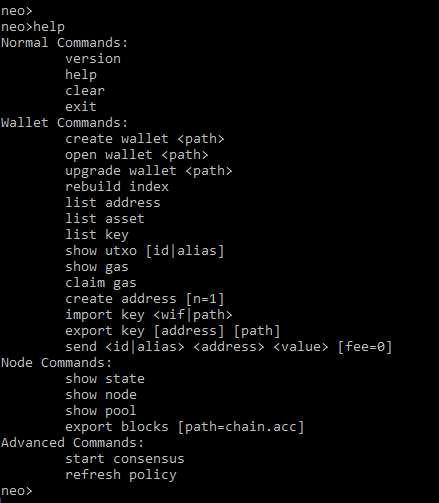 neo>
neo>help
Normal Commands:
version
help
clear
exit
Wallet Commands:
create wallet <path>
open wallet <path>
upgrade wallet <path>
rebuild index
list address
list asset
list key
show utxo [id|alias]
show gas
claim gas
create address [n=1]
import key <wif|path>
export key [address] [path]
send <id|alias> <address> <value> [fee=0]
Node Commands:
show state
show node
show pool
export blocks [path=chain.acc]
Advanced Commands:
start consensus
refresh policy
neo>